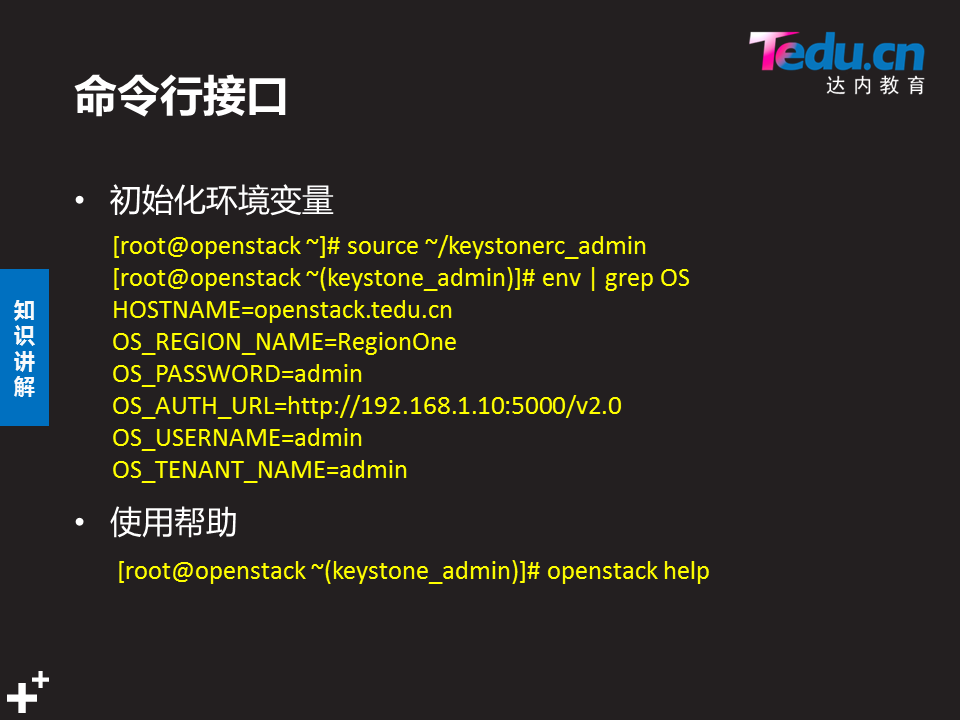 Tedu.cn
达内教育
命令行接口
• 初始化环境变量
[root@openstack ~]# source ~/keystonerc_admin
[root@openstack ~(keystone_admin)]# env | grep OS
HOSTNAME=openstack.tedu.cn
OS_REGION_NAME=RegionOne
OS_PASSWORD=admin
OS_AUTH_URL=http://192.168.1.10:5000/v2.0
OS_USERNAME=admin
OS_TENANT_NAME=admin
知识讲解
• 使用帮助
[root@openstack ~(keystone_admin)]# openstack help